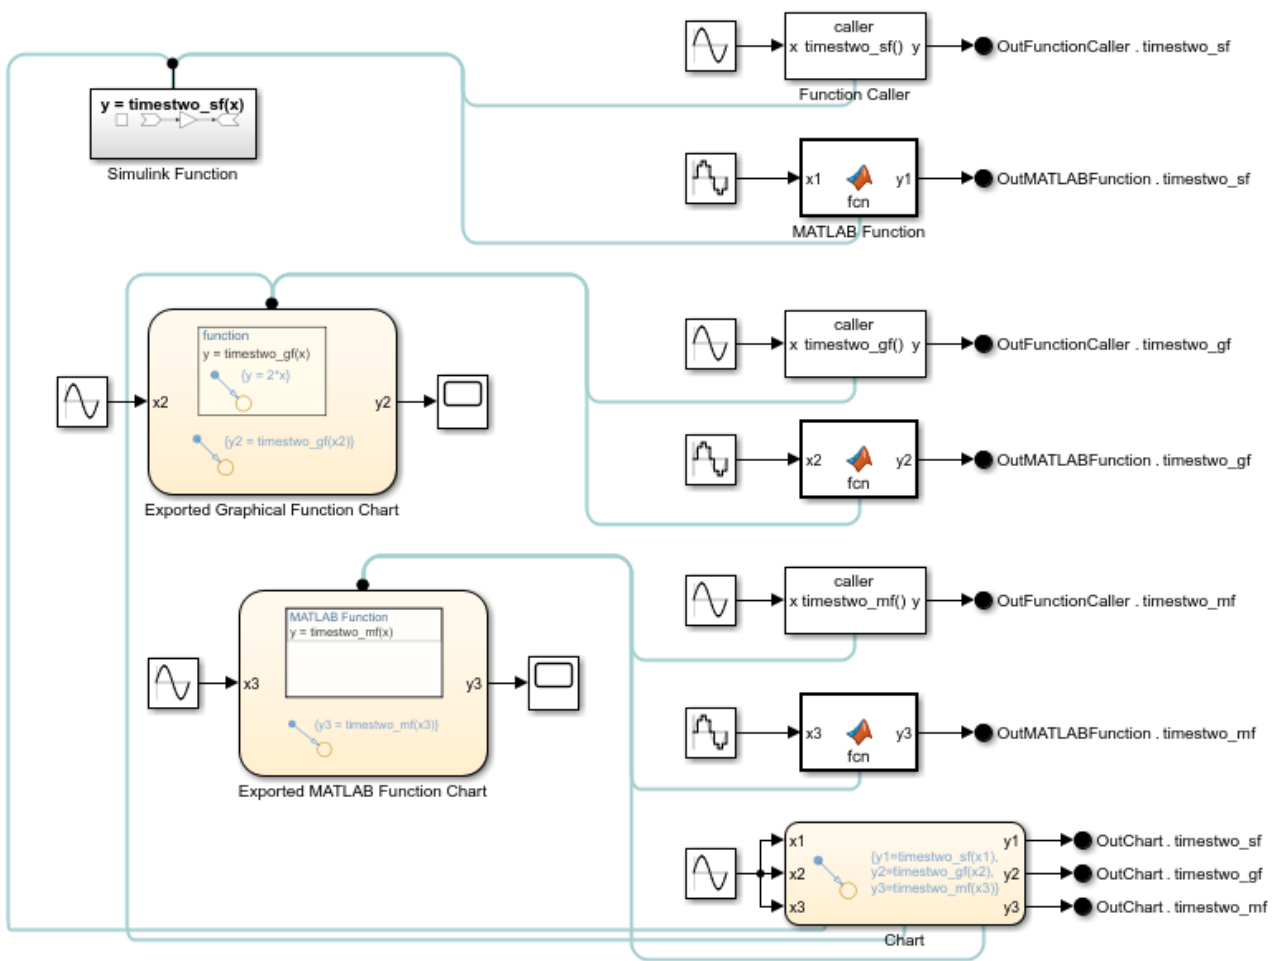 caller
x timestwo_sf() y
OutFunctionCaller . timestwo_sf
Function Caller
y = timestwo_sf(x)
Simulink Function
x1
fcn
y1
OutMATLABFunction . timestwo_sf
MATLAB Function
function
y = timestwo_gf(x)
{y = 2*x}
x2
y2
{y2 = timestwo_gf(x2)}
Exported Graphical Function Chart
caller
x timestwo_gf() y
OutFunctionCaller . timestwo_gf
x2
fcn
y2
OutMATLABFunction . timestwo_gf
MATLAB Function
y = timestwo_mf(x)
x3
y3
{y3 = timestwo_mf(x3)}
Exported MATLAB Function Chart
caller
x timestwo_mf() y
OutFunctionCaller . timestwo_mf
x3
fcn
y3
OutMATLABFunction . timestwo_mf
x1
x2
x3
{y1=timestwo_sf(x1),
y2=timestwo_gf(x2),
y3=timestwo_mf(x3)}
y1
y2
y3
OutChart . timestwo_sf
OutChart . timestwo_gf
OutChart . timestwo_mf
Chart